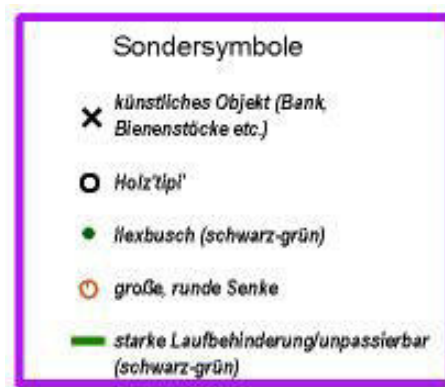 Sondersymbole
künstliches Objekt (Bank,
Bienenstöcke etc.)
Holz'tipi'
Ilexbusch (schwarz-grün)
große, runde Senke
starke Laufbehinderung/unpassierbar
(schwarz-grün)